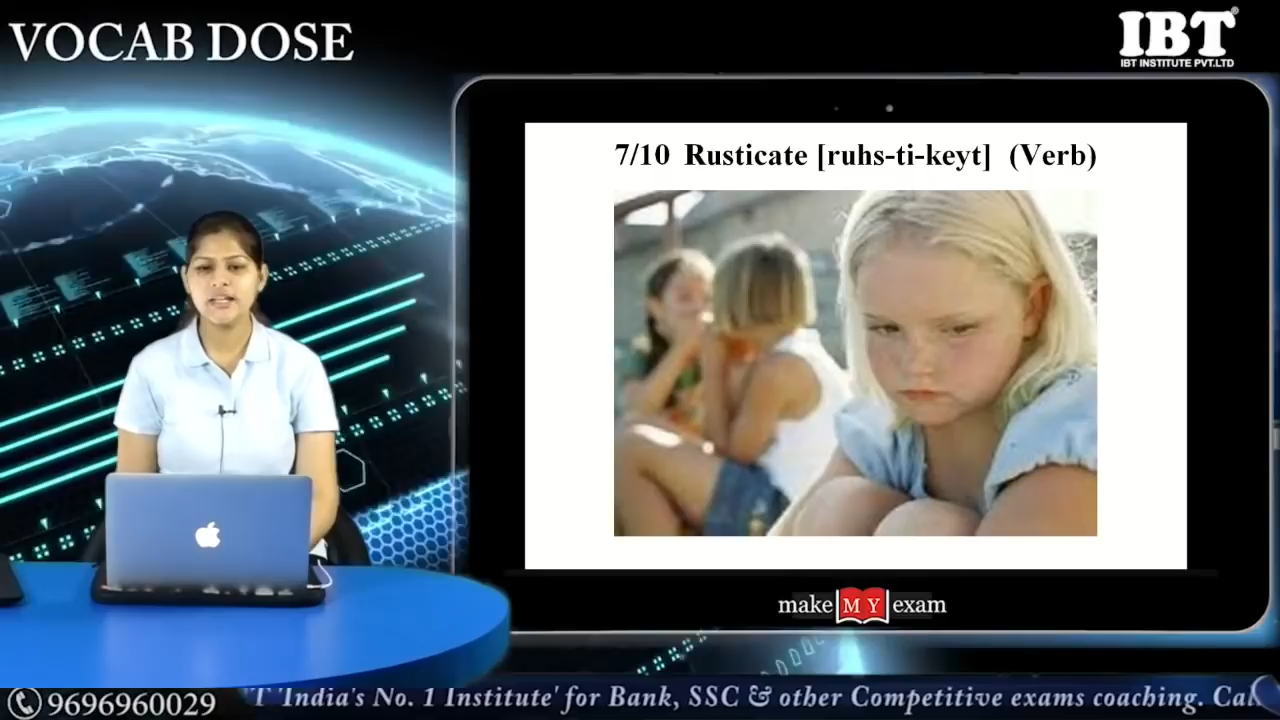 VOCAB DOSE
IBT®
IBT INSTITUTE PVT.LTD
7/10 Rusticate [ruhs-ti-keyt] (Verb)
make MY exam
9696960029
T 'India's No. 1 Institute' for Bank, SSC & other Competitive exams coaching. Cal